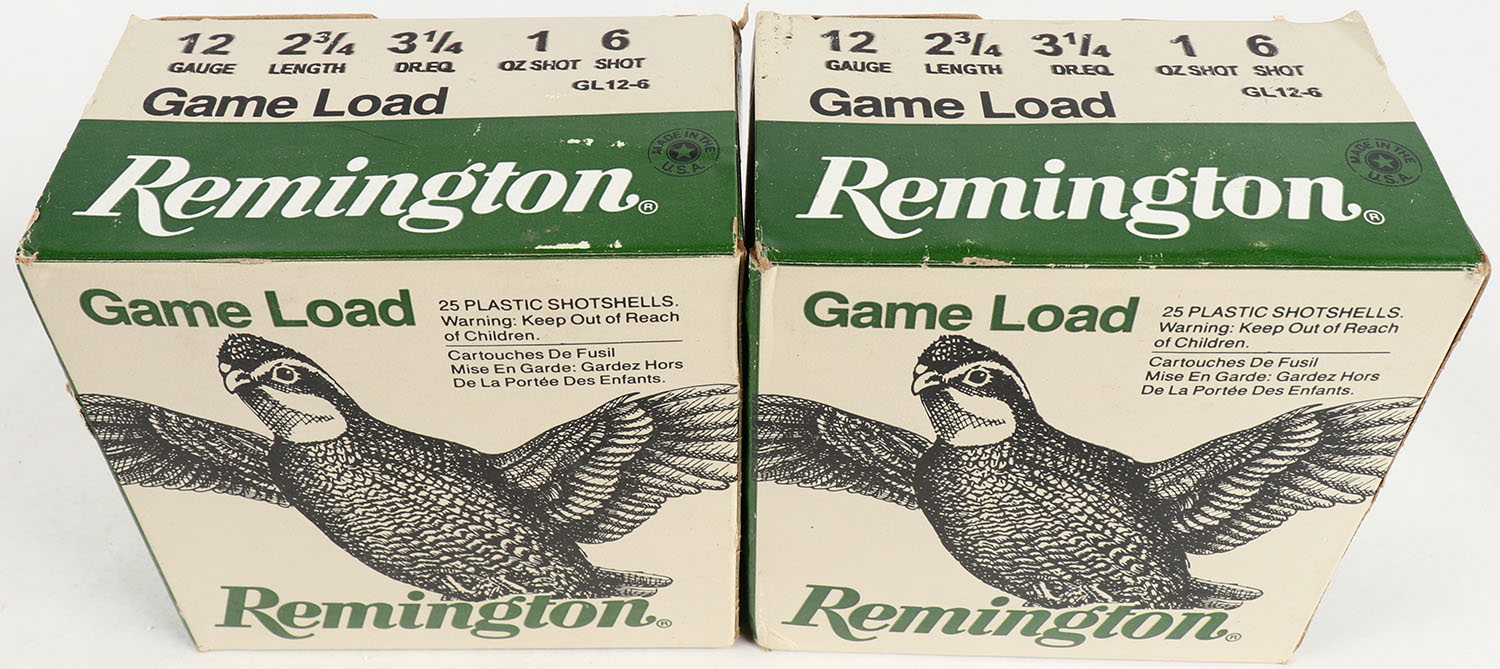 12 2¾ 3¼ 1 6
GAUGE LENGTH DR.EQ. OZ SHOT SHOT
GL12-6
Game Load
MADE IN THE U.S.A.
Remington®
Game Load
25 PLASTIC SHOTSHELLS.
Warning: Keep Out of Reach
of Children.
Cartouches De Fusil
Mise En Garde: Gardez Hors
De La Portée Des Enfants.
Remington®
12 2¾ 3¼ 1 6
GAUGE LENGTH DR.EQ. OZ SHOT SHOT
GL12-6
Game Load
MADE IN THE U.S.A.
Remington®
Game Load
25 PLASTIC SHOTSHELLS.
Warning: Keep Out of Reach
of Children.
Cartouches De Fusil
Mise En Garde: Gardez Hors
De La Portée Des Enfants.
Remington®